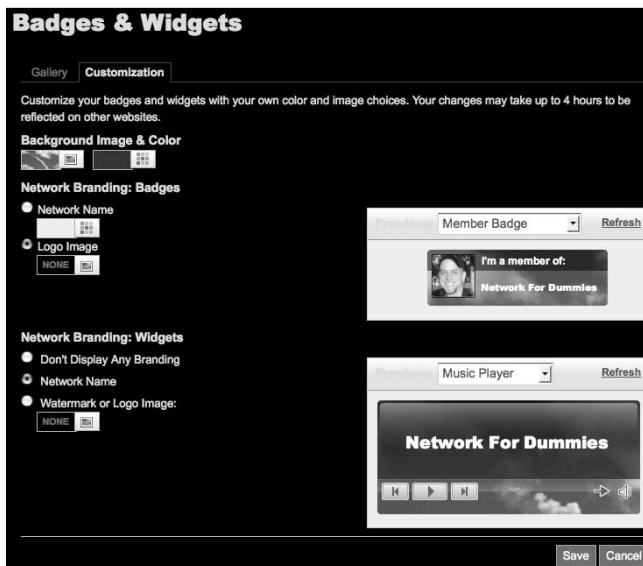 Badges & Widgets
Gallery Customization
Customize your badges and widgets with your own color and image choices. Your changes may take up to 4 hours to be
reflected on other websites.
Background Image & Color
Network Branding: Badges
Network Name
Logo Image
NONE
Preview: Member Badge Refresh
I'm a member of:
Network For Dummies
Network Branding: Widgets
Don't Display Any Branding
Network Name
Watermark or Logo Image:
NONE
Preview: Music Player Refresh
Network For Dummies
Save Cancel